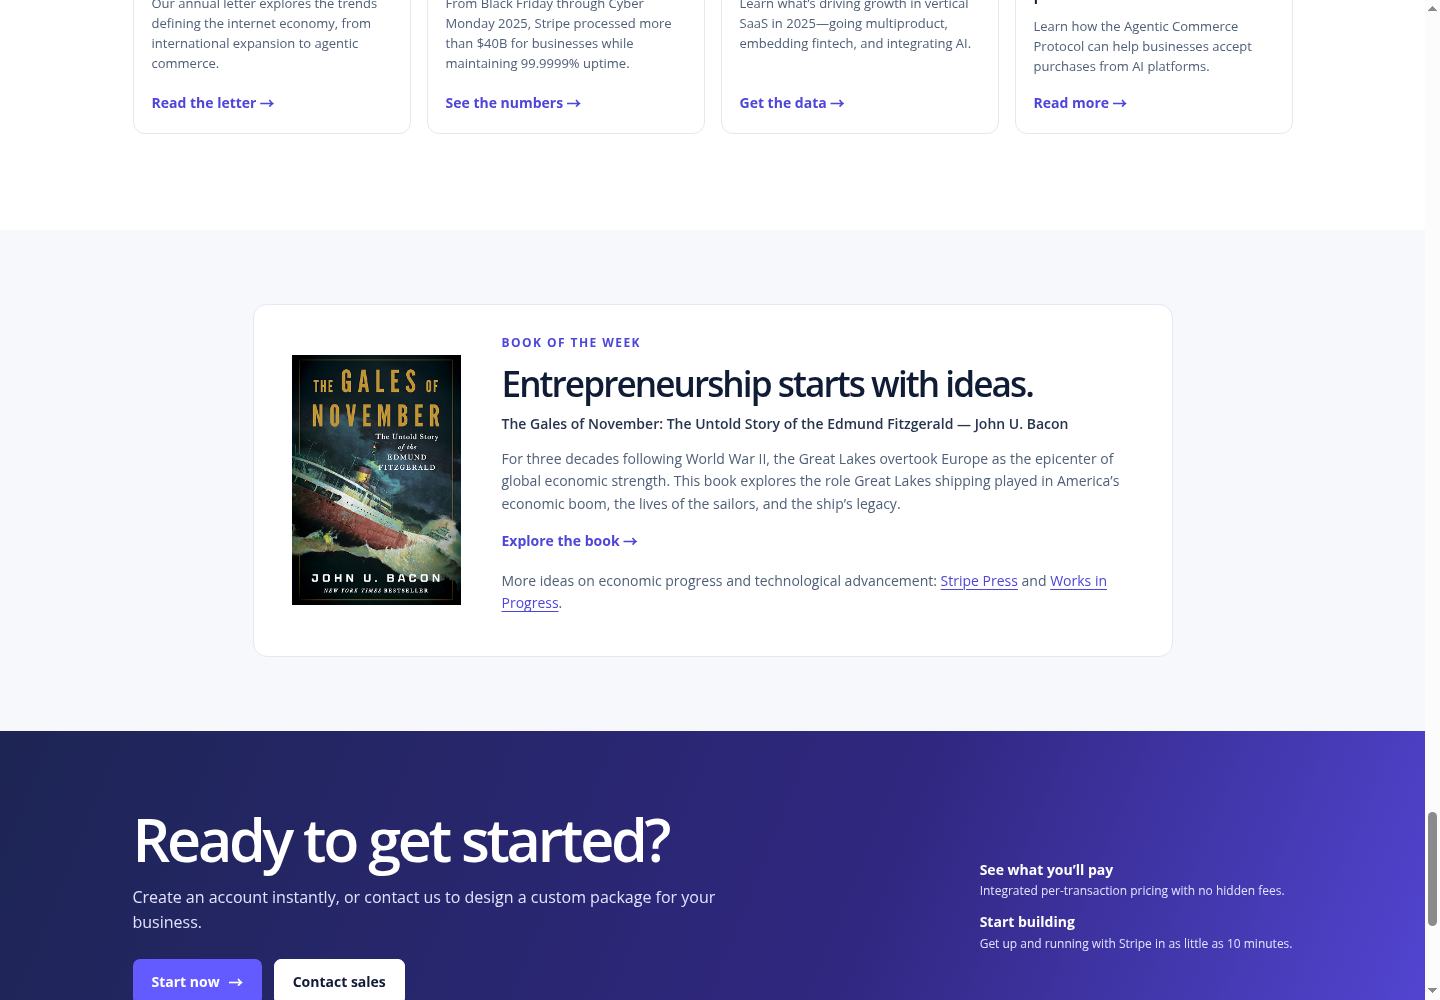 Our annual letter explores the trends
defining the internet economy, from
international expansion to agentic
commerce.
Read the letter →
From Black Friday through Cyber
Monday 2025, Stripe processed more
than $40B for businesses while
maintaining 99.9999% uptime.
See the numbers →
Learn what’s driving growth in vertical
SaaS in 2025—going multiproduct,
embedding fintech, and integrating AI.
Get the data →
Learn how the Agentic Commerce
Protocol can help businesses accept
purchases from AI platforms.
Read more →
THE GALES OF
NOVEMBER
The Untold Story
of the
EDMUND
FITZGERALD
JOHN U. BACON
NEW YORK TIMES BESTSELLER
BOOK OF THE WEEK
Entrepreneurship starts with ideas.
The Gales of November: The Untold Story of the Edmund Fitzgerald — John U. Bacon
For three decades following World War II, the Great Lakes overtook Europe as the epicenter of
global economic strength. This book explores the role Great Lakes shipping played in America’s
economic boom, the lives of the sailors, and the ship’s legacy.
Explore the book →
More ideas on economic progress and technological advancement: Stripe Press and Works in
Progress.
Ready to get started?
Create an account instantly, or contact us to design a custom package for your
business.
Start now →
Contact sales
See what you’ll pay
Integrated per-transaction pricing with no hidden fees.
Start building
Get up and running with Stripe in as little as 10 minutes.